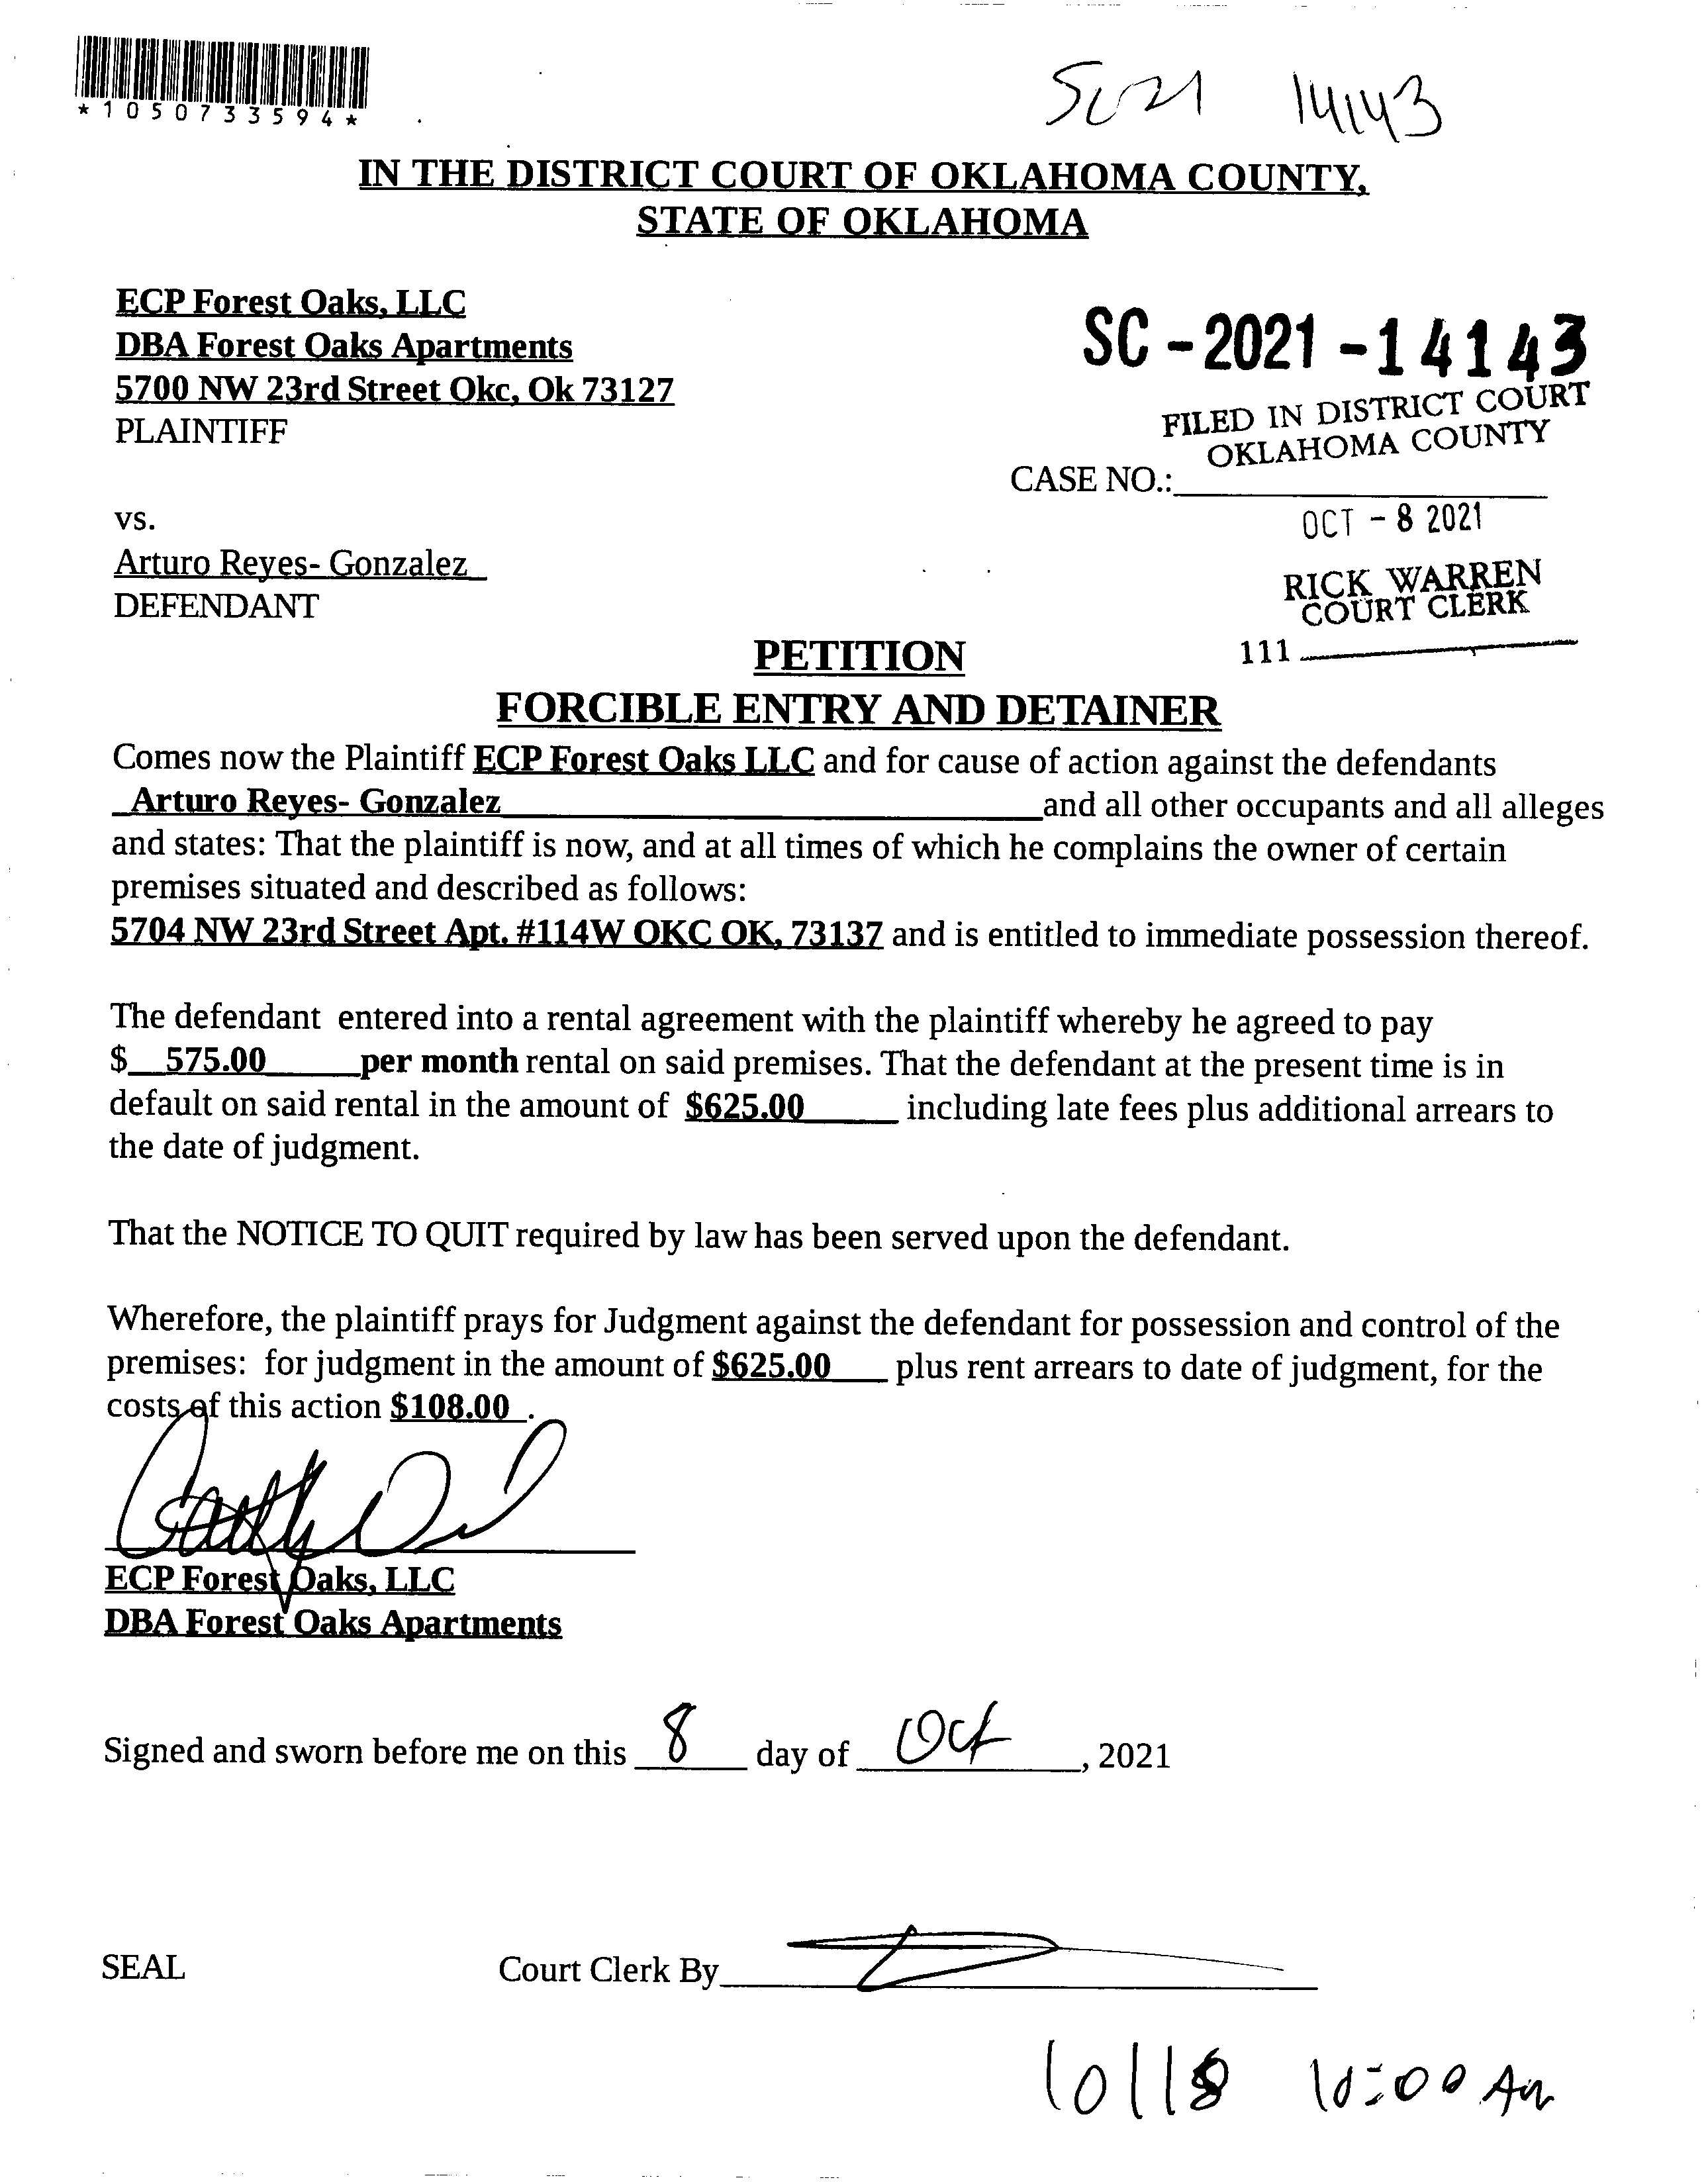 *1050733594*
SC21 14143
IN THE DISTRICT COURT OF OKLAHOMA COUNTY,
STATE OF OKLAHOMA
ECP Forest Oaks, LLC
DBA Forest Oaks Apartments
5700 NW 23rd Street Okc, Ok 73127
PLAINTIFF
SC-2021-14143
FILED IN DISTRICT COURT
OKLAHOMA COUNTY
CASE NO.:
OCT - 8 2021
RICK WARREN
COURT CLERK
111
vs.
Arturo Reyes- Gonzalez
DEFENDANT
PETITION
FORCIBLE ENTRY AND DETAINER
Comes now the Plaintiff ECP Forest Oaks LLC and for cause of action against the defendants
Arturo Reyes- Gonzalez and all other occupants and all alleges
and states: That the plaintiff is now, and at all times of which he complains the owner of certain
premises situated and described as follows:
5704 NW 23rd Street Apt. #114W OKC OK, 73137 and is entitled to immediate possession thereof.
The defendant entered into a rental agreement with the plaintiff whereby he agreed to pay
$ 575.00 per month rental on said premises. That the defendant at the present time is in
default on said rental in the amount of $625.00 including late fees plus additional arrears to
the date of judgment.
That the NOTICE TO QUIT required by law has been served upon the defendant.
Wherefore, the plaintiff prays for Judgment against the defendant for possession and control of the
premises: for judgment in the amount of $625.00 plus rent arrears to date of judgment, for the
costs of this action $108.00 .
ECP Forest Oaks, LLC
DBA Forest Oaks Apartments
Signed and sworn before me on this 8 day of Oct, 2021
SEAL Court Clerk By
10/18 10:00 AM